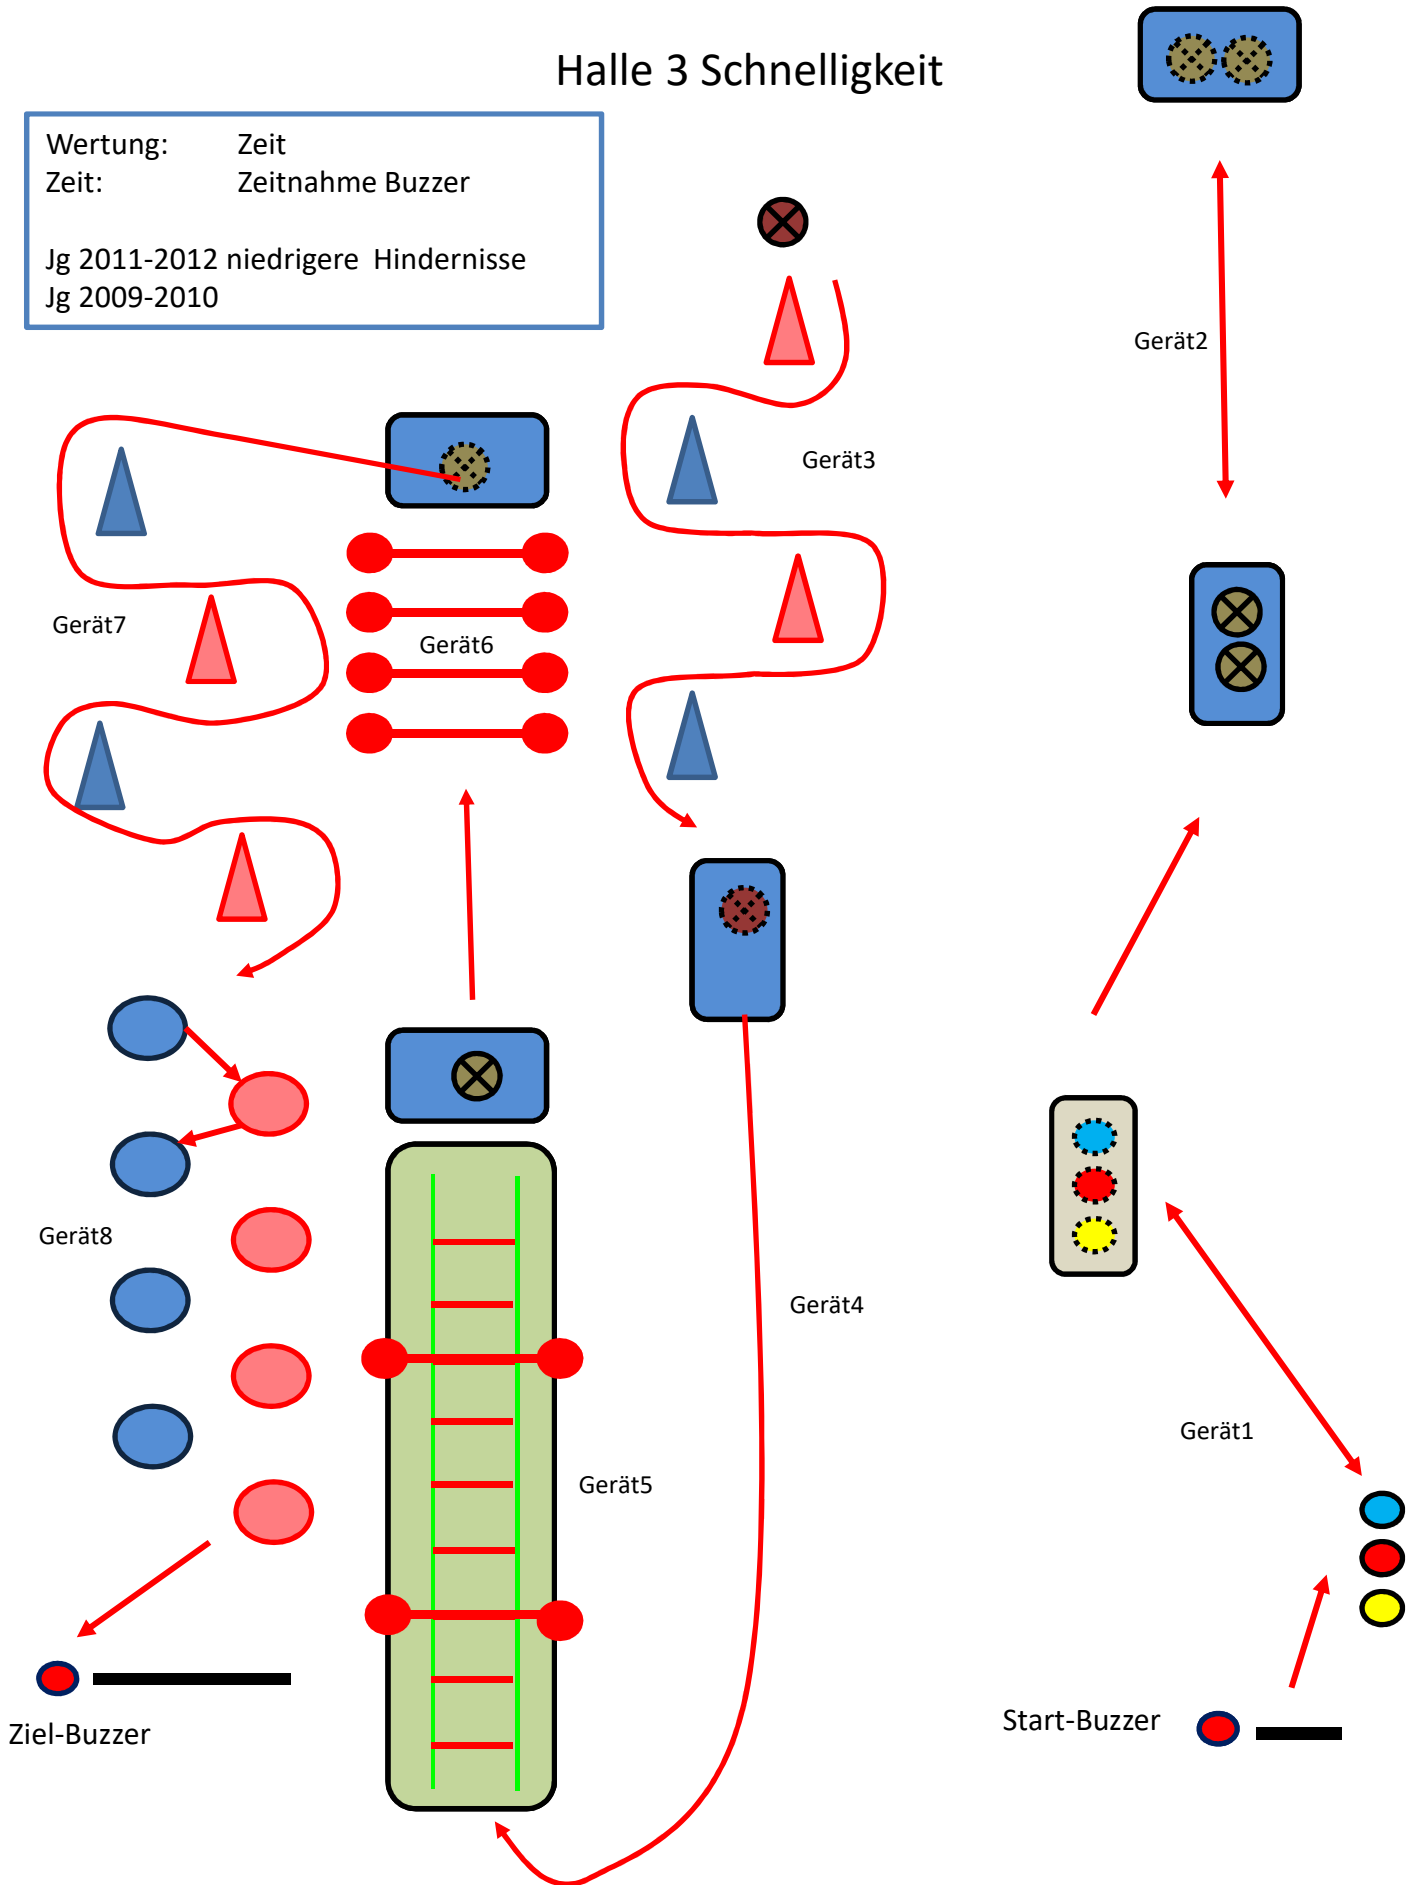 Halle 3 Schnelligkeit
Wertung: Zeit
Zeit: Zeitnahme Buzzer
Jg 2011-2012 niedrigere Hindernisse
Jg 2009-2010
Gerät2
Gerät3
Gerät7
Gerät6
Gerät8
Gerät4
Gerät1
Gerät5
Ziel-Buzzer
Start-Buzzer